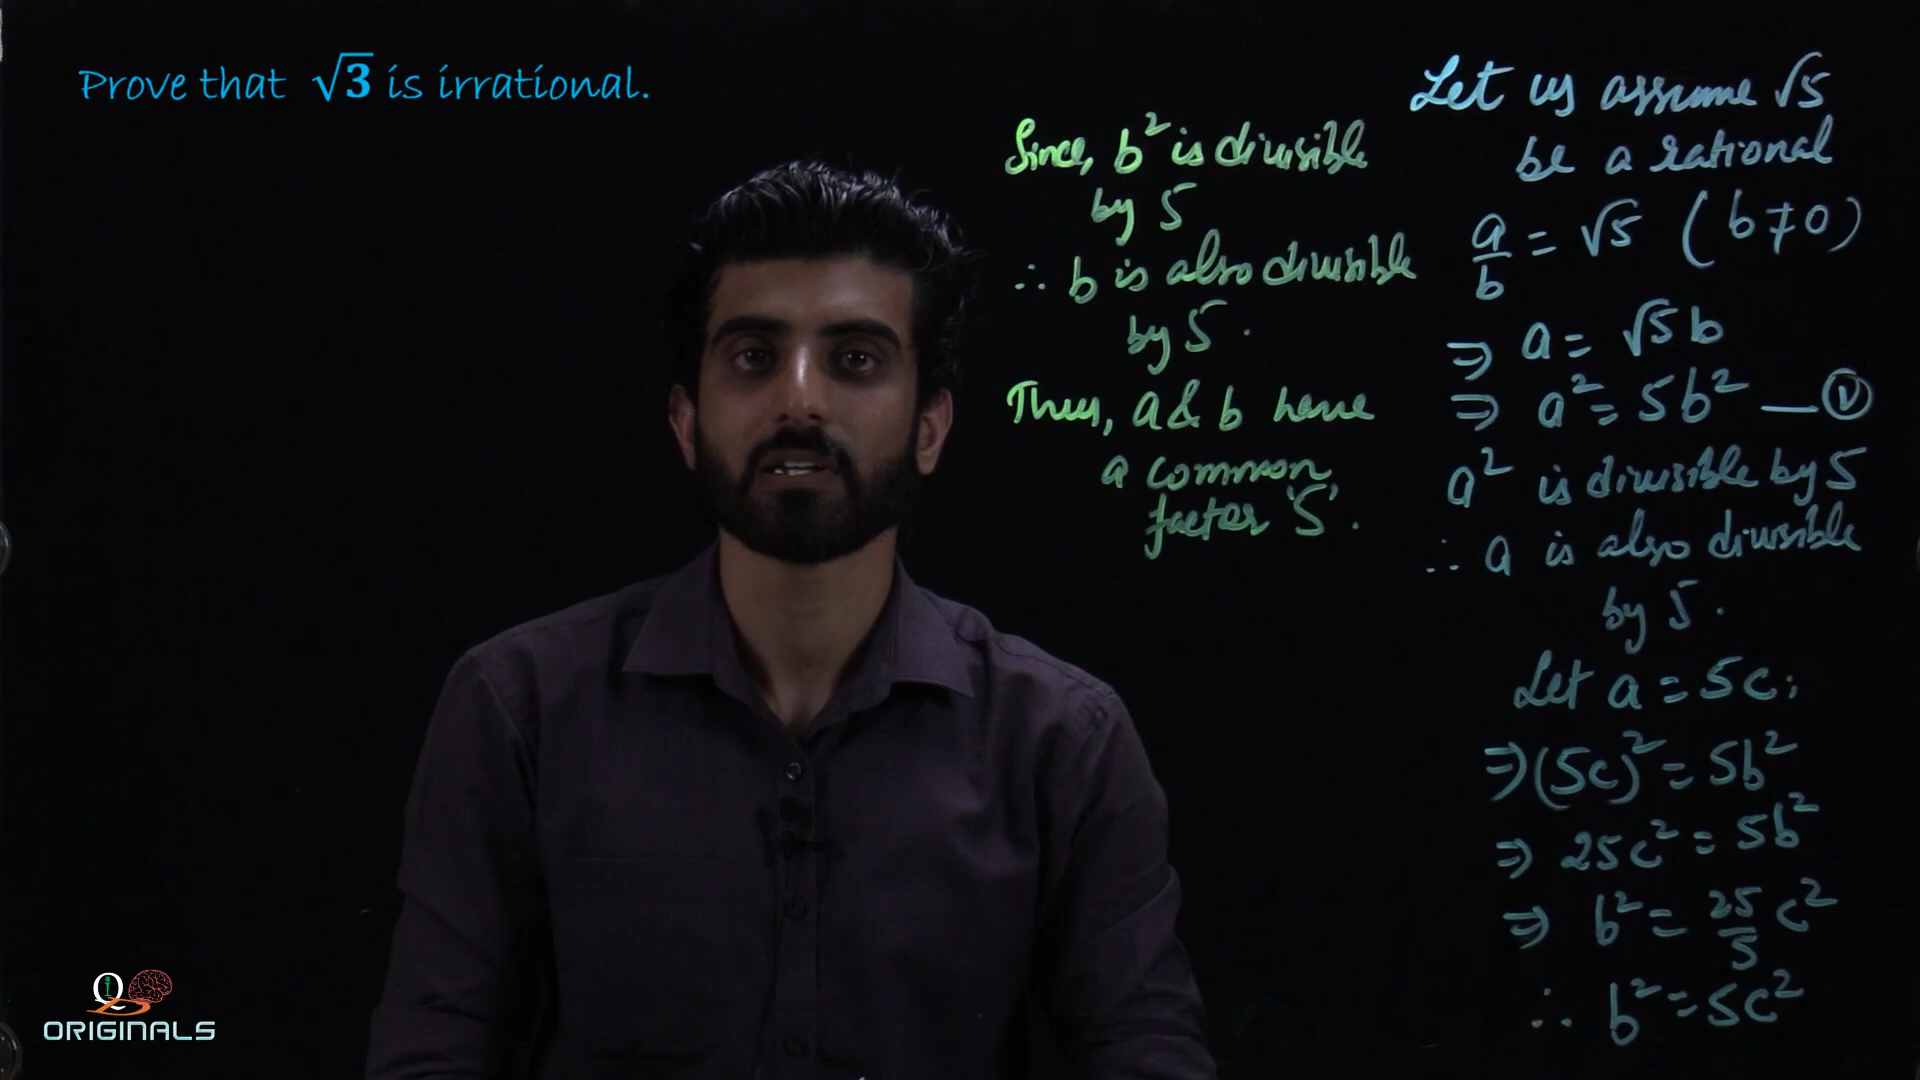 Prove that √3 is irrational.
Let us assume √5
be a rational
a/b = √5 (b≠0)
⇒ a = √5 b
⇒ a² = 5b² — ①
a² is divisible by 5
∴ a is also divisible
by 5.
Let a = 5c;
⇒ (5c)² = 5b²
⇒ 25c² = 5b²
⇒ b² = 25/5 c²
∴ b² = 5c²
Since, b² is divisible
by 5
∴ b is also divisible
by 5.
Thus, a & b have
a common
factor '5'.
Qi
ORIGINALS